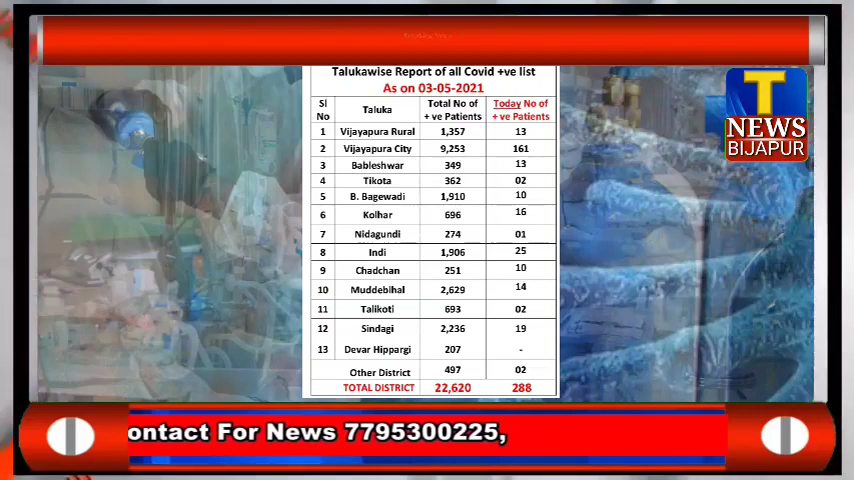 Talukawise Report of all Covid +ve list
As on 03-05-2021
Sl No Taluka Total No of + ve Patients Today No of + ve Patients
1 Vijayapura Rural 1,357 13
2 Vijayapura City 9,253 161
3 Bableshwar 349 13
4 Tikota 362 02
5 B. Bagewadi 1,910 10
6 Kolhar 696 16
7 Nidagundi 274 01
8 Indi 1,906 25
9 Chadchan 251 10
10 Muddebihal 2,629 14
11 Talikoti 693 02
12 Sindagi 2,236 19
13 Devar Hippargi 207 -
Other District 497 02
TOTAL DISTRICT 22,620 288
T
NEWS
BIJAPUR
ontact For News 7795300225,